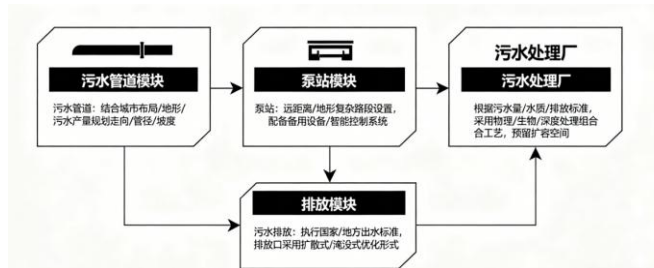 污水管道模块
污水管道：结合城市布局/地形/
污水产量规划走向/管径/坡度
泵站模块
泵站：远距离/地形复杂路段设置，
配备备用设备/智能控制系统
污水处理厂
污水处理厂
根据污水量/水质/排放标准，
采用物理/生物/深度处理组合
合工艺，预留扩容空间
排放模块
污水排放：执行国家/地方出水标准，
排放口采用扩散式/淹没式优化形式